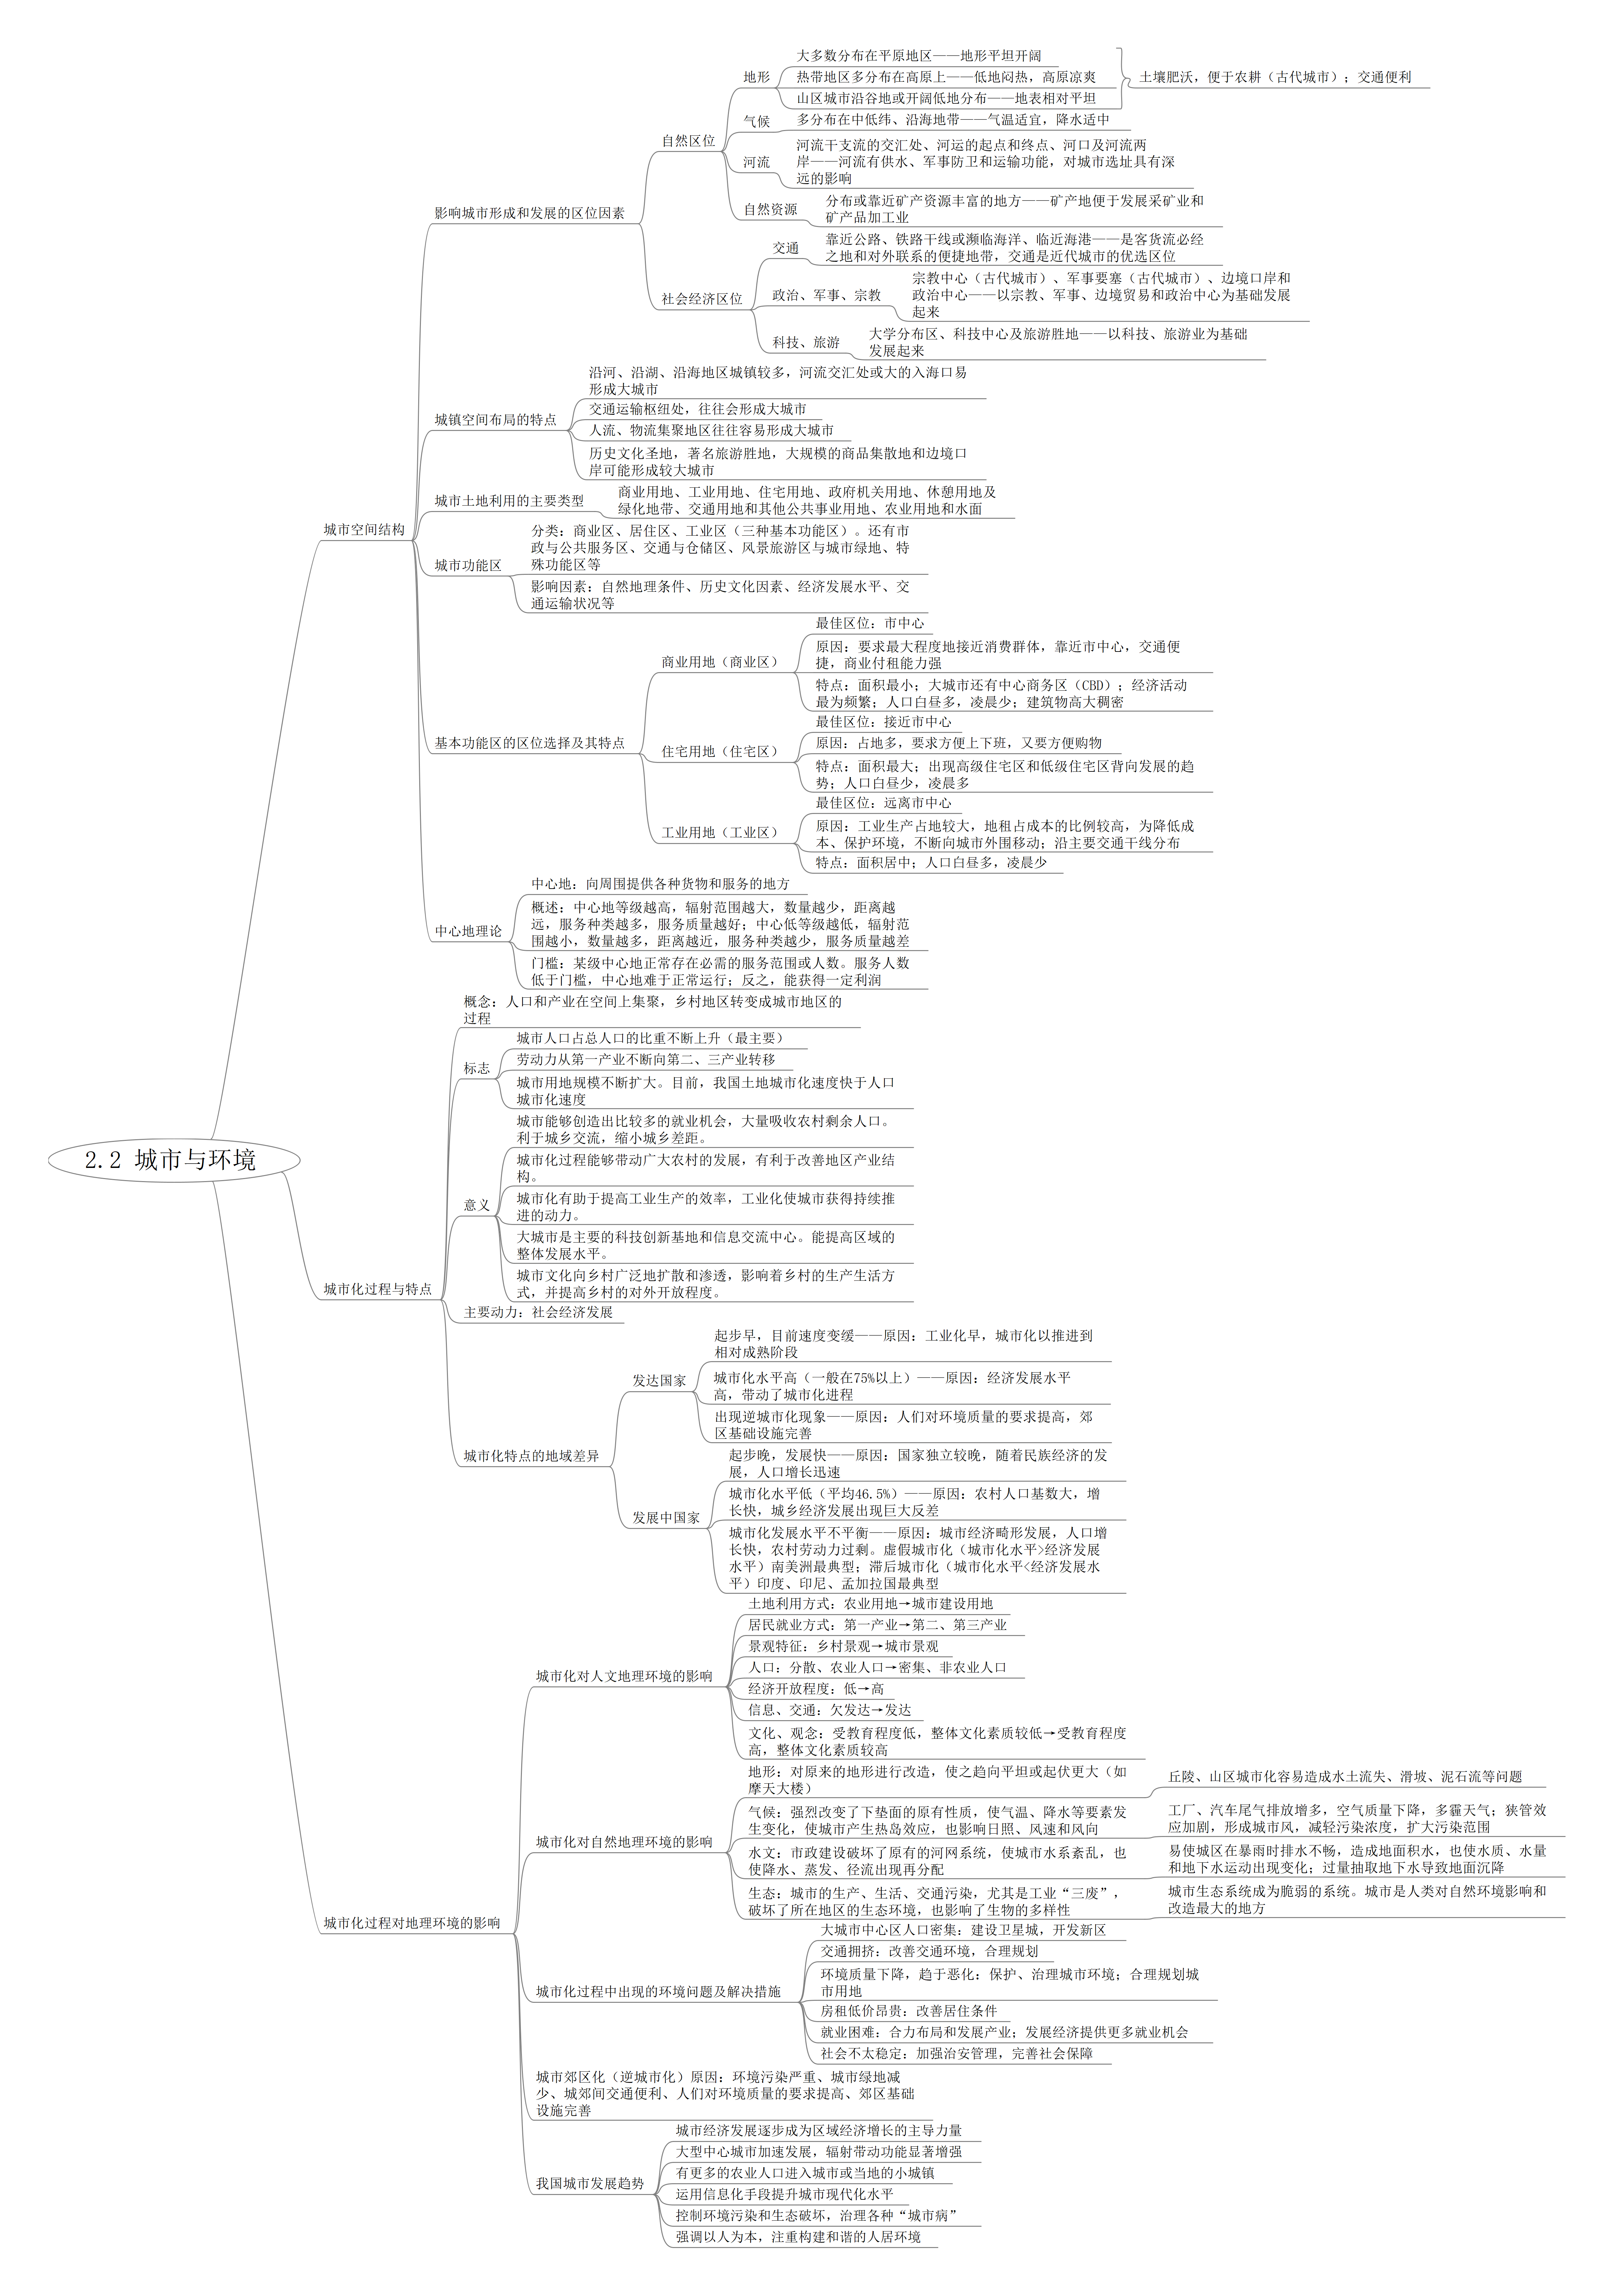 2.2 城市与环境
城市空间结构
影响城市形成和发展的区位因素
自然区位
地形
大多数分布在平原地区——地形平坦开阔
热带地区多分布在高原上——低地闷热，高原凉爽
山区城市沿谷地或开阔低地分布——地表相对平坦
土壤肥沃，便于农耕（古代城市）；交通便利
气候
多分布在中低纬、沿海地带——气温适宜，降水适中
河流
河流干支流的交汇处、河运的起点和终点、河口及河流两
岸——河流有供水、军事防卫和运输功能，对城市选址具有深
远的影响
自然资源
分布或靠近矿产资源丰富的地方——矿产地便于发展采矿业和
矿产品加工业
社会经济区位
交通
靠近公路、铁路干线或濒临海洋、临近海港——是客货流必经
之地和对外联系的便捷地带，交通是近代城市的优选区位
政治、军事、宗教
宗教中心（古代城市）、军事要塞（古代城市）、边境口岸和
政治中心——以宗教、军事、边境贸易和政治中心为基础发展
起来
科技、旅游
大学分布区、科技中心及旅游胜地——以科技、旅游业为基础
发展起来
城镇空间布局的特点
沿河、沿湖、沿海地区城镇较多，河流交汇处或大的入海口易
形成大城市
交通运输枢纽处，往往会形成大城市
人流、物流集聚地区往往容易形成大城市
历史文化圣地，著名旅游胜地，大规模的商品集散地和边境口
岸可能形成较大城市
城市土地利用的主要类型
商业用地、工业用地、住宅用地、政府机关用地、休憩用地及
绿化地带、交通用地和其他公共事业用地、农业用地和水面
城市功能区
分类：商业区、居住区、工业区（三种基本功能区）。还有市
政与公共服务区、交通与仓储区、风景旅游区与城市绿地、特
殊功能区等
影响因素：自然地理条件、历史文化因素、经济发展水平、交
通运输状况等
基本功能区的区位选择及其特点
商业用地（商业区）
最佳区位：市中心
原因：要求最大程度地接近消费群体，靠近市中心，交通便
捷，商业付租能力强
特点：面积最小；大城市还有中心商务区（CBD）；经济活动
最为频繁；人口白昼多，凌晨少；建筑物高大稠密
住宅用地（住宅区）
最佳区位：接近市中心
原因：占地多，要求方便上下班，又要方便购物
特点：面积最大；出现高级住宅区和低级住宅区背向发展的趋
势；人口白昼少，凌晨多
工业用地（工业区）
最佳区位：远离市中心
原因：工业生产占地较大，地租占成本的比例较高，为降低成
本、保护环境，不断向城市外围移动；沿主要交通干线分布
特点：面积居中；人口白昼多，凌晨少
中心地理论
中心地：向周围提供各种货物和服务的地方
概述：中心地等级越高，辐射范围越大，数量越少，距离越
远，服务种类越多，服务质量越好；中心低等级越低，辐射范
围越小，数量越多，距离越近，服务种类越少，服务质量越差
门槛：某级中心地正常存在必需的服务范围或人数。服务人数
低于门槛，中心地难于正常运行；反之，能获得一定利润
城市化过程与特点
概念：人口和产业在空间上集聚，乡村地区转变成城市地区的
过程
标志
城市人口占总人口的比重不断上升（最主要）
劳动力从第一产业不断向第二、三产业转移
城市用地规模不断扩大。目前，我国土地城市化速度快于人口
城市化速度
意义
城市能够创造出比较多的就业机会，大量吸收农村剩余人口。
利于城乡交流，缩小城乡差距。
城市化过程能够带动广大农村的发展，有利于改善地区产业结
构。
城市化有助于提高工业生产的效率，工业化使城市获得持续推
进的动力。
大城市是主要的科技创新基地和信息交流中心。能提高区域的
整体发展水平。
城市文化向乡村广泛地扩散和渗透，影响着乡村的生产生活方
式，并提高乡村的对外开放程度。
主要动力：社会经济发展
城市化特点的地域差异
发达国家
起步早，目前速度变缓——原因：工业化早，城市化以推进到
相对成熟阶段
城市化水平高（一般在75%以上）——原因：经济发展水平
高，带动了城市化进程
出现逆城市化现象——原因：人们对环境质量的要求提高，郊
区基础设施完善
发展中国家
起步晚，发展快——原因：国家独立较晚，随着民族经济的发
展，人口增长迅速
城市化水平低（平均46.5%）——原因：农村人口基数大，增
长快，城乡经济发展出现巨大反差
城市化发展水平不平衡——原因：城市经济畸形发展，人口增
长快，农村劳动力过剩。虚假城市化（城市化水平>经济发展
水平）南美洲最典型；滞后城市化（城市化水平<经济发展水
平）印度、印尼、孟加拉国最典型
城市化过程对地理环境的影响
城市化对人文地理环境的影响
土地利用方式：农业用地→城市建设用地
居民就业方式：第一产业→第二、第三产业
景观特征：乡村景观→城市景观
人口：分散、农业人口→密集、非农业人口
经济开放程度：低→高
信息、交通：欠发达→发达
文化、观念：受教育程度低，整体文化素质较低→受教育程度
高，整体文化素质较高
城市化对自然地理环境的影响
地形：对原来的地形进行改造，使之趋向平坦或起伏更大（如
摩天大楼）
丘陵、山区城市化容易造成水土流失、滑坡、泥石流等问题
气候：强烈改变了下垫面的原有性质，使气温、降水等要素发
生变化，使城市产生热岛效应，也影响日照、风速和风向
工厂、汽车尾气排放增多，空气质量下降，多霾天气；狭管效
应加剧，形成城市风，减轻污染浓度，扩大污染范围
水文：市政建设破坏了原有的河网系统，使城市水系紊乱，也
使降水、蒸发、径流出现再分配
易使城区在暴雨时排水不畅，造成地面积水，也使水质、水量
和地下水运动出现变化；过量抽取地下水导致地面沉降
生态：城市的生产、生活、交通污染，尤其是工业“三废”，
破坏了所在地区的生态环境，也影响了生物的多样性
城市生态系统成为脆弱的系统。城市是人类对自然环境影响和
改造最大的地方
城市化过程中出现的环境问题及解决措施
大城市中心区人口密集：建设卫星城，开发新区
交通拥挤：改善交通环境，合理规划
环境质量下降，趋于恶化：保护、治理城市环境；合理规划城
市用地
房租低价昂贵：改善居住条件
就业困难：合力布局和发展产业；发展经济提供更多就业机会
社会不太稳定：加强治安管理，完善社会保障
城市郊区化（逆城市化）原因：环境污染严重、城市绿地减
少、城郊间交通便利、人们对环境质量的要求提高、郊区基础
设施完善
我国城市发展趋势
城市经济发展逐步成为区域经济增长的主导力量
大型中心城市加速发展，辐射带动功能显著增强
有更多的农业人口进入城市或当地的小城镇
运用信息化手段提升城市现代化水平
控制环境污染和生态破坏，治理各种“城市病”
强调以人为本，注重构建和谐的人居环境